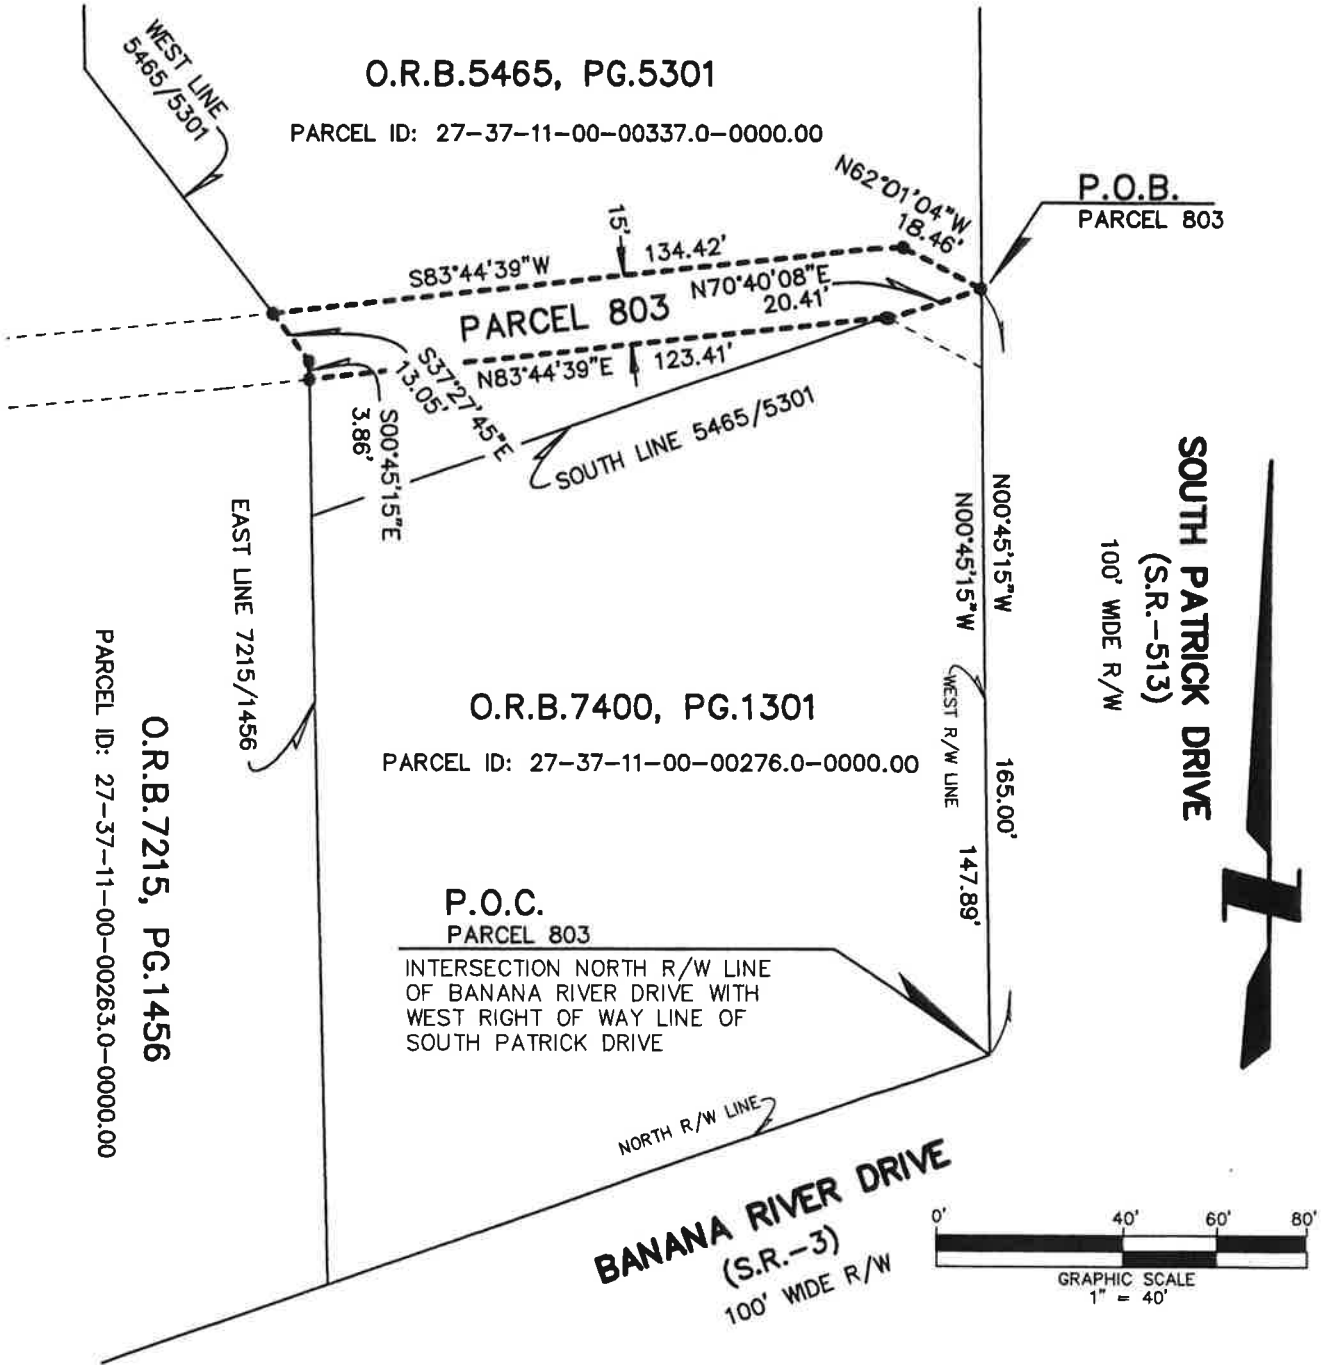 WEST LINE
5465/5301
O.R.B.5465, PG.5301
PARCEL ID: 27-37-11-00-00337.0-0000.00
N62°01'04"W
18.46'
P.O.B.
PARCEL 803
15'
134.42'
S83°44'39"W
N70°40'08"E
20.41'
PARCEL 803
N83°44'39"E
123.41'
S37°27'45"E
13.05'
S00°45'15"E
3.86'
SOUTH LINE 5465/5301
EAST LINE 7215/1456
N00°45'15"W
N00°45'15"W
SOUTH PATRICK DRIVE
(S.R.-513)
100' WIDE R/W
WEST R/W LINE
165.00'
147.89'
O.R.B.7400, PG.1301
PARCEL ID: 27-37-11-00-00276.0-0000.00
O.R.B.7215, PG.1456
PARCEL ID: 27-37-11-00-00263.0-0000.00
P.O.C.
PARCEL 803
INTERSECTION NORTH R/W LINE
OF BANANA RIVER DRIVE WITH
WEST RIGHT OF WAY LINE OF
SOUTH PATRICK DRIVE
NORTH R/W LINE
BANANA RIVER DRIVE
(S.R.-3)
100' WIDE R/W
0' 40' 60' 80'
GRAPHIC SCALE
1" = 40'